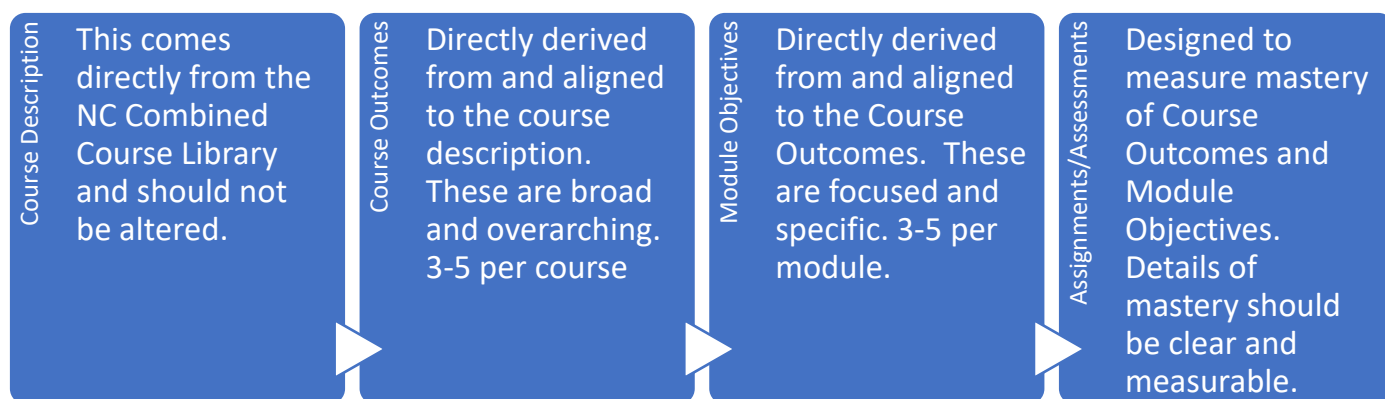 Course Description
This comes
directly from the
NC Combined
Course Library
and should not
be altered.
Course Outcomes
Directly derived
from and aligned
to the course
description.
These are broad
and overarching.
3-5 per course
Module Objectives
Directly derived
from and aligned
to the Course
Outcomes.  These
are focused and
specific. 3-5 per
module.
Assignments/Assessments
Designed to
measure mastery
of Course
Outcomes and
Module
Objectives.
Details of
mastery should
be clear and
measurable.